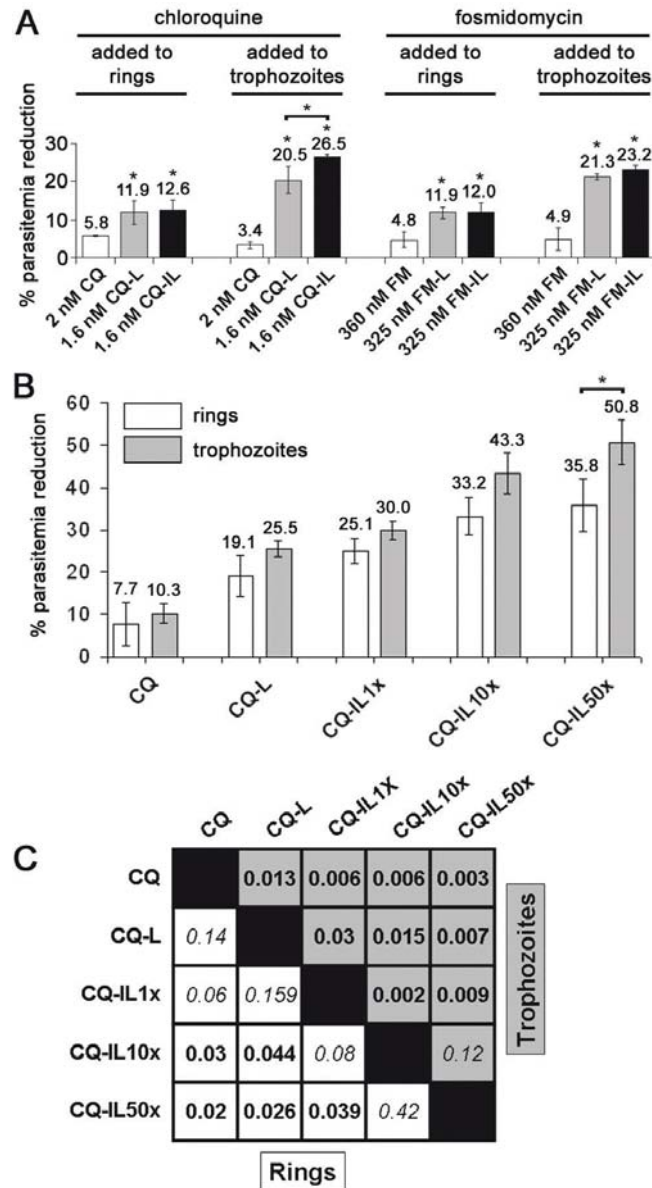 A
chloroquine fosmidomycin
added to rings added to trophozoites added to rings added to trophozoites
% parasitemia reduction
30
20
10
0
5.8 11.9 12.6 3.4 20.5 26.5 4.8 11.9 12.0 4.9 21.3 23.2
* * * * * * * * *
2 nM CQ
1.6 nM CQ-L
1.6 nM CQ-IL
2 nM CQ
1.6 nM CQ-L
1.6 nM CQ-IL
360 nM FM
325 nM FM-L
325 nM FM-IL
360 nM FM
325 nM FM-L
325 nM FM-IL
B
% parasitemia reduction
60
50
40
30
20
10
0
rings
trophozoites
*
7.7 10.3 19.1 25.5 25.1 30.0 33.2 43.3 35.8 50.8
CQ CQ-L CQ-IL1x CQ-IL10x CQ-IL50x
C
CQ CQ-L CQ-IL1X CQ-IL10x CQ-IL50x
CQ 0.013 0.006 0.006 0.003
CQ-L 0.14 0.03 0.015 0.007
CQ-IL1x 0.06 0.159 0.002 0.009
CQ-IL10x 0.03 0.044 0.08 0.12
CQ-IL50x 0.02 0.026 0.039 0.42
Trophozoites
Rings